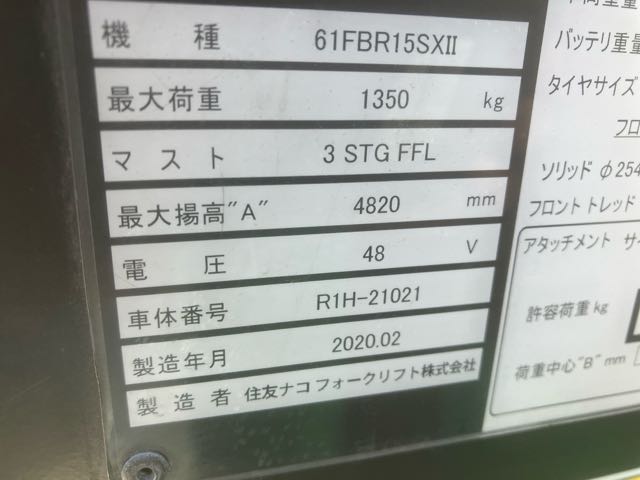 機種 61FBR15SXII
最大荷重 1350 kg
マスト 3 STG FFL
最大揚高"A" 4820 mm
電圧 48 V
車体番号 R1H-21021
製造年月 2020.02
製造者 住友ナコフォークリフト株式会社
バッテリ重量
タイヤサイズ
フロ
ソリッド φ254
フロントトレッド
アタッチメント サイ
許容荷重 kg
荷重中心"B" mm